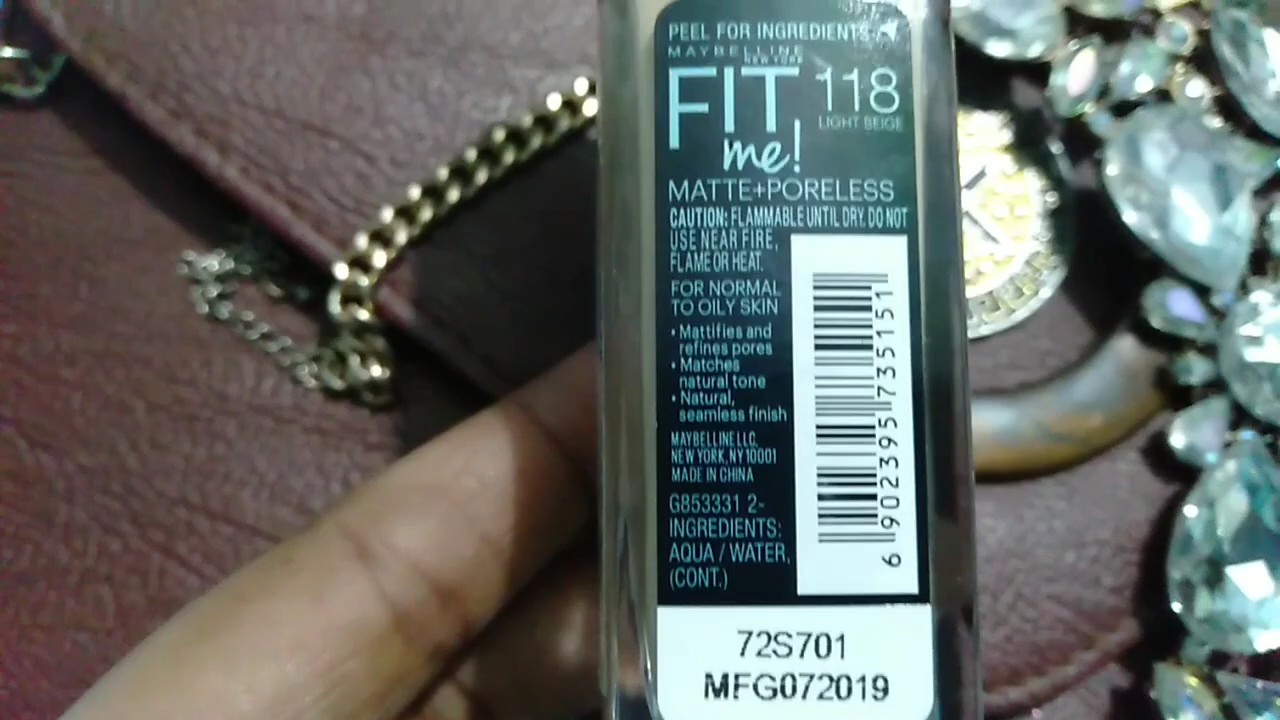 PEEL FOR INGREDIENTS
MAYBELLINE
NEW YORK
FIT 118
LIGHT BEIGE
me!
MATTE+PORELESS
CAUTION: FLAMMABLE UNTIL DRY. DO NOT
USE NEAR FIRE,
FLAME OR HEAT.
FOR NORMAL
TO OILY SKIN
• Mattifies and
refines pores
• Matches
natural tone
• Natural,
seamless finish
MAYBELLINE LLC,
NEW YORK, NY 10001
MADE IN CHINA
G853331 2-
INGREDIENTS:
AQUA / WATER,
(CONT.)
6 902395 735151
72S701
MFG072019